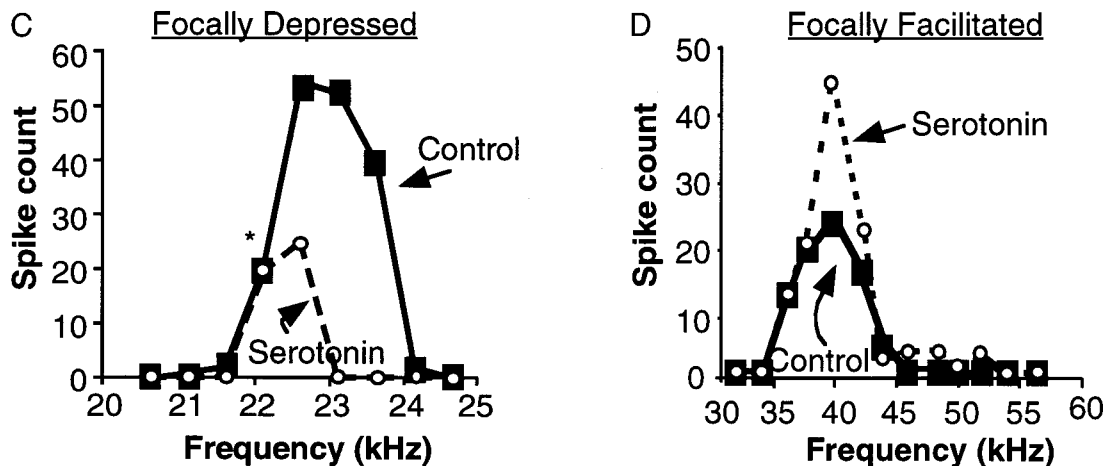 C Focally Depressed
Spike count
60
50
40
30
20
10
0
Control
*
Serotonin
20 21 22 23 24 25
Frequency (kHz)
D Focally Facilitated
Spike count
50
40
30
20
10
0
Serotonin
Control
30 35 40 45 50 55 60
Frequency (kHz)